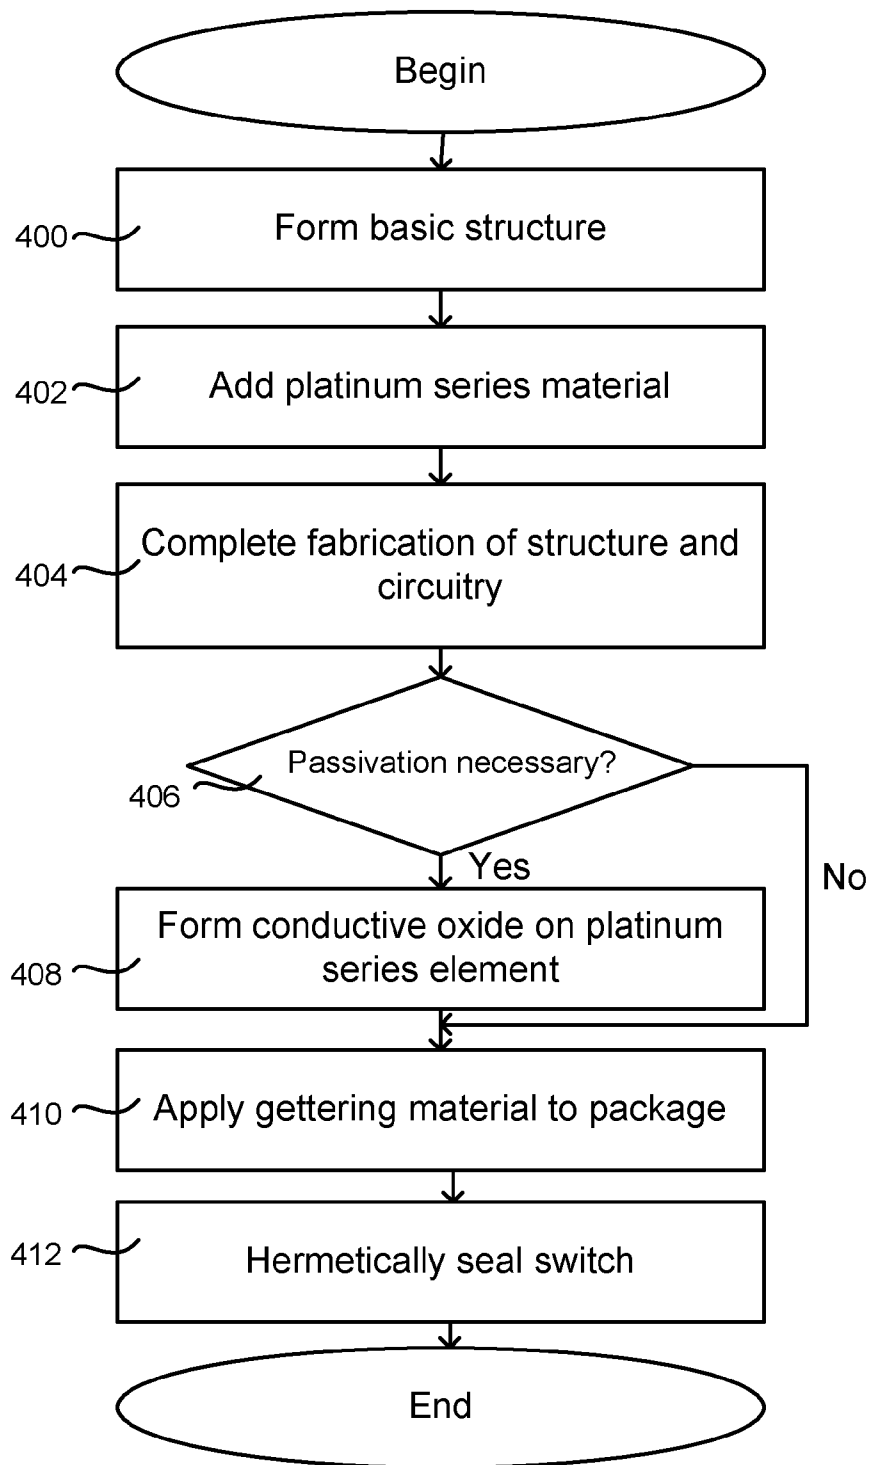 Begin
400
Form basic structure
402
Add platinum series material
404
Complete fabrication of structure and
circuitry
406
Passivation necessary?
Yes
No
408
Form conductive oxide on platinum
series element
410
Apply gettering material to package
412
Hermetically seal switch
End